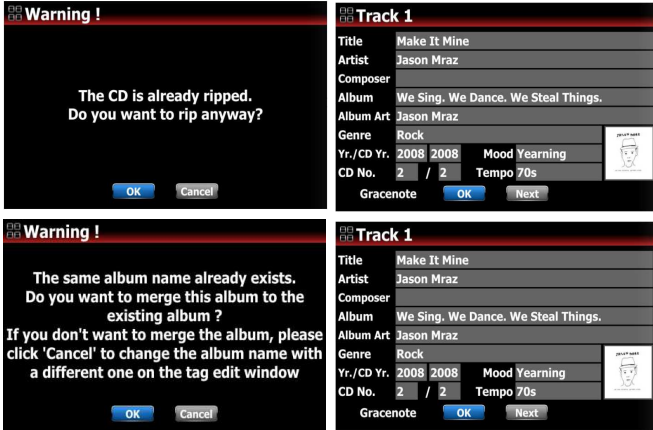 Warning !
The CD is already ripped.
Do you want to rip anyway?
OK Cancel
Track 1
Title Make It Mine
Artist Jason Mraz
Composer
Album We Sing. We Dance. We Steal Things.
Album Art Jason Mraz
Genre Rock
Yr./CD Yr. 2008 2008 Mood Yearning
CD No. 2 / 2 Tempo 70s
Gracenote OK Next
JASON MRAZ
Warning !
The same album name already exists.
Do you want to merge this album to the
existing album ?
If you don't want to merge the album, please
click 'Cancel' to change the album name with
a different one on the tag edit window
OK Cancel
Track 1
Title Make It Mine
Artist Jason Mraz
Composer
Album We Sing. We Dance. We Steal Things.
Album Art Jason Mraz
Genre Rock
Yr./CD Yr. 2008 2008 Mood Yearning
CD No. 2 / 2 Tempo 70s
Gracenote OK Next
JASON MRAZ